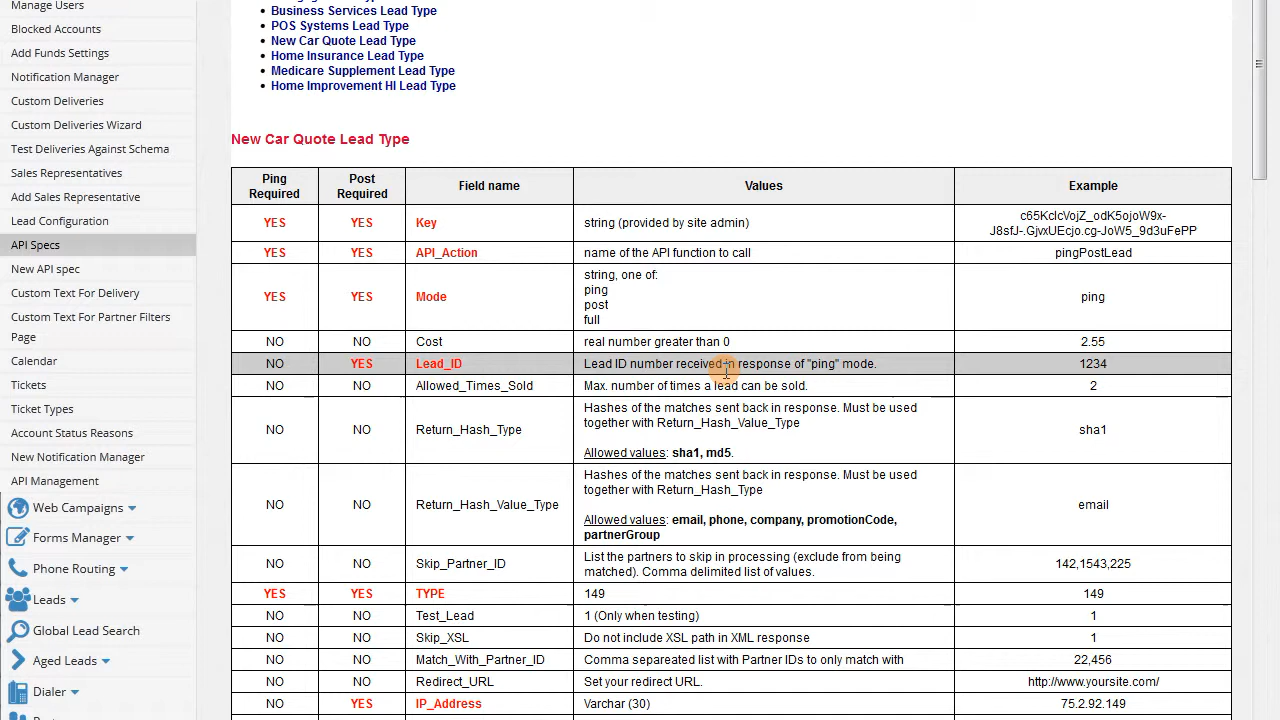 Manage Users
Blocked Accounts
Add Funds Settings
Notification Manager
Custom Deliveries
Custom Deliveries Wizard
Test Deliveries Against Schema
Sales Representatives
Add Sales Representative
Lead Configuration
API Specs
New API spec
Custom Text For Delivery
Custom Text For Partner Filters
Page
Calendar
Tickets
Ticket Types
Account Status Reasons
New Notification Manager
API Management
Web Campaigns
Forms Manager
Phone Routing
Leads
Global Lead Search
Aged Leads
Dialer
Business Services Lead Type
POS Systems Lead Type
New Car Quote Lead Type
Home Insurance Lead Type
Medicare Supplement Lead Type
Home Improvement HI Lead Type
New Car Quote Lead Type
Ping Required Post Required Field name Values Example
YES YES Key string (provided by site admin) c65KclcVojZ_odK5ojoW9x-
J8sfJ-.GjvxUEcjo.cg-JoW5_9d3uFePP
YES YES API_Action name of the API function to call pingPostLead
YES YES Mode string, one of: ping
ping
post
full
NO NO Cost real number greater than 0 2.55
NO YES Lead_ID Lead ID number received in response of "ping" mode. 1234
NO NO Allowed_Times_Sold Max. number of times a lead can be sold. 2
NO NO Return_Hash_Type Hashes of the matches sent back in response. Must be used sha1
together with Return_Hash_Value_Type
Allowed values: sha1, md5.
NO NO Return_Hash_Value_Type Hashes of the matches sent back in response. Must be used email
together with Return_Hash_Type
Allowed values: email, phone, company, promotionCode,
partnerGroup
NO NO Skip_Partner_ID List the partners to skip in processing (exclude from being 142,1543,225
matched). Comma delimited list of values.
YES YES TYPE 149 149
NO NO Test_Lead 1 (Only when testing) 1
NO NO Skip_XSL Do not include XSL path in XML response 1
NO NO Match_With_Partner_ID Comma separeated list with Partner IDs to only match with 22,456
NO NO Redirect_URL Set your redirect URL. http://www.yoursite.com/
NO YES IP_Address Varchar (30) 75.2.92.149